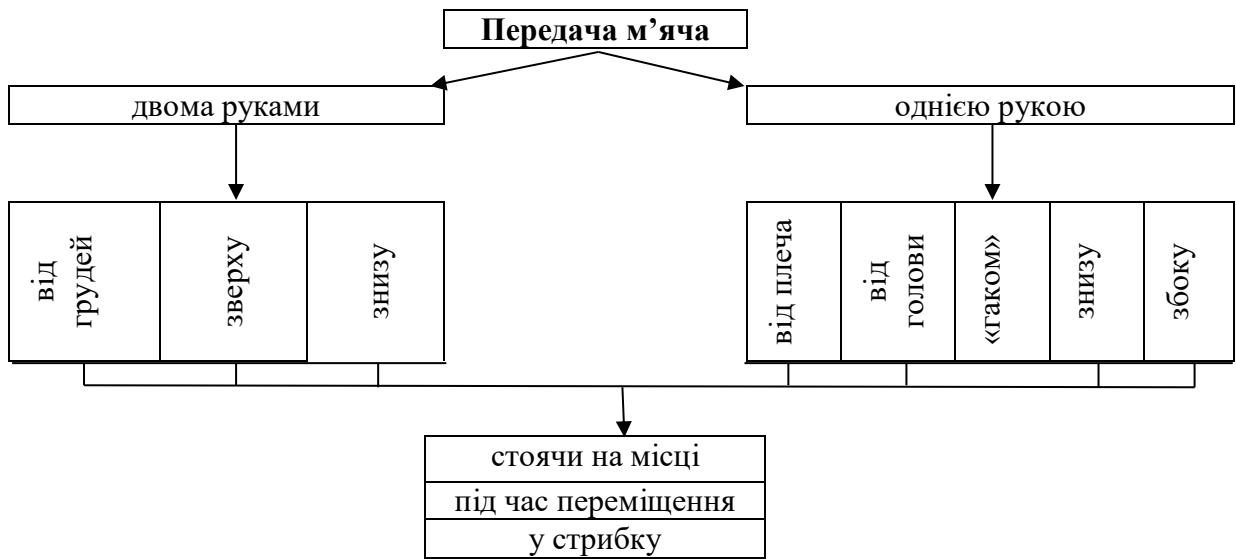 Передача м’яча
двома руками
однією рукою
від
грудей
зверху
знизу
від плеча
від
голови
«гаком»
знизу
збоку
стоячи на місці
під час переміщення
у стрибку